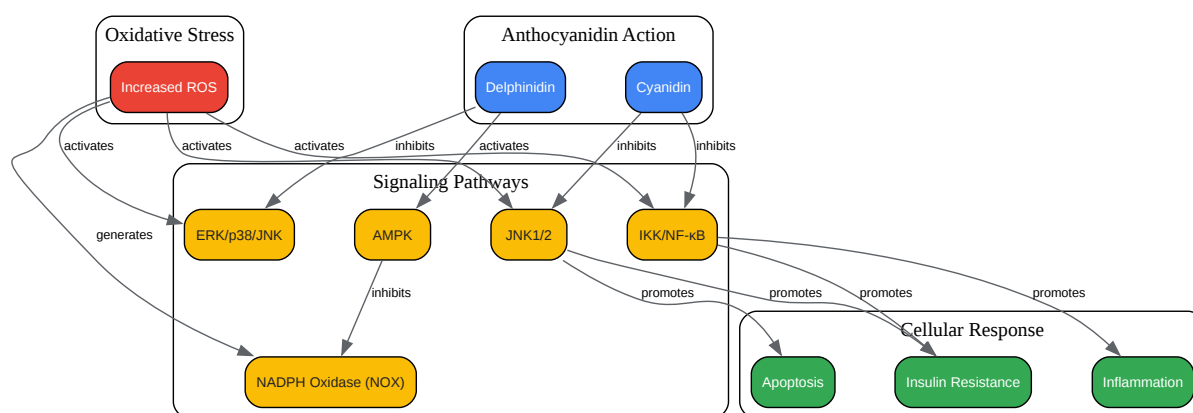 Oxidative Stress
Anthocyanidin Action
Increased ROS
Delphinidin
Cyanidin
activates
activates
activates
inhibits
activates
inhibits
inhibits
Signaling Pathways
ERK/p38/JNK
AMPK
JNK1/2
IKK/NF-κB
generates
inhibits
promotes
promotes
promotes
promotes
Cellular Response
NADPH Oxidase (NOX)
Apoptosis
Insulin Resistance
Inflammation